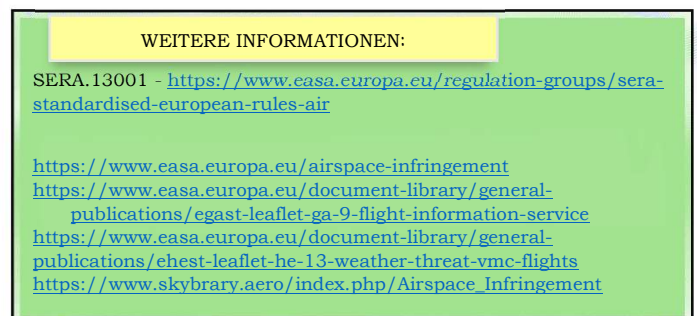 WEITERE INFORMATIONEN:
SERA.13001 - https://www.easa.europa.eu/regulation-groups/sera-
standardised-european-rules-air
https://www.easa.europa.eu/airspace-infringement
https://www.easa.europa.eu/document-library/general-
publications/egast-leaflet-ga-9-flight-information-service
https://www.easa.europa.eu/document-library/general-
publications/ehest-leaflet-he-13-weather-threat-vmc-flights
https://www.skybrary.aero/index.php/Airspace_Infringement